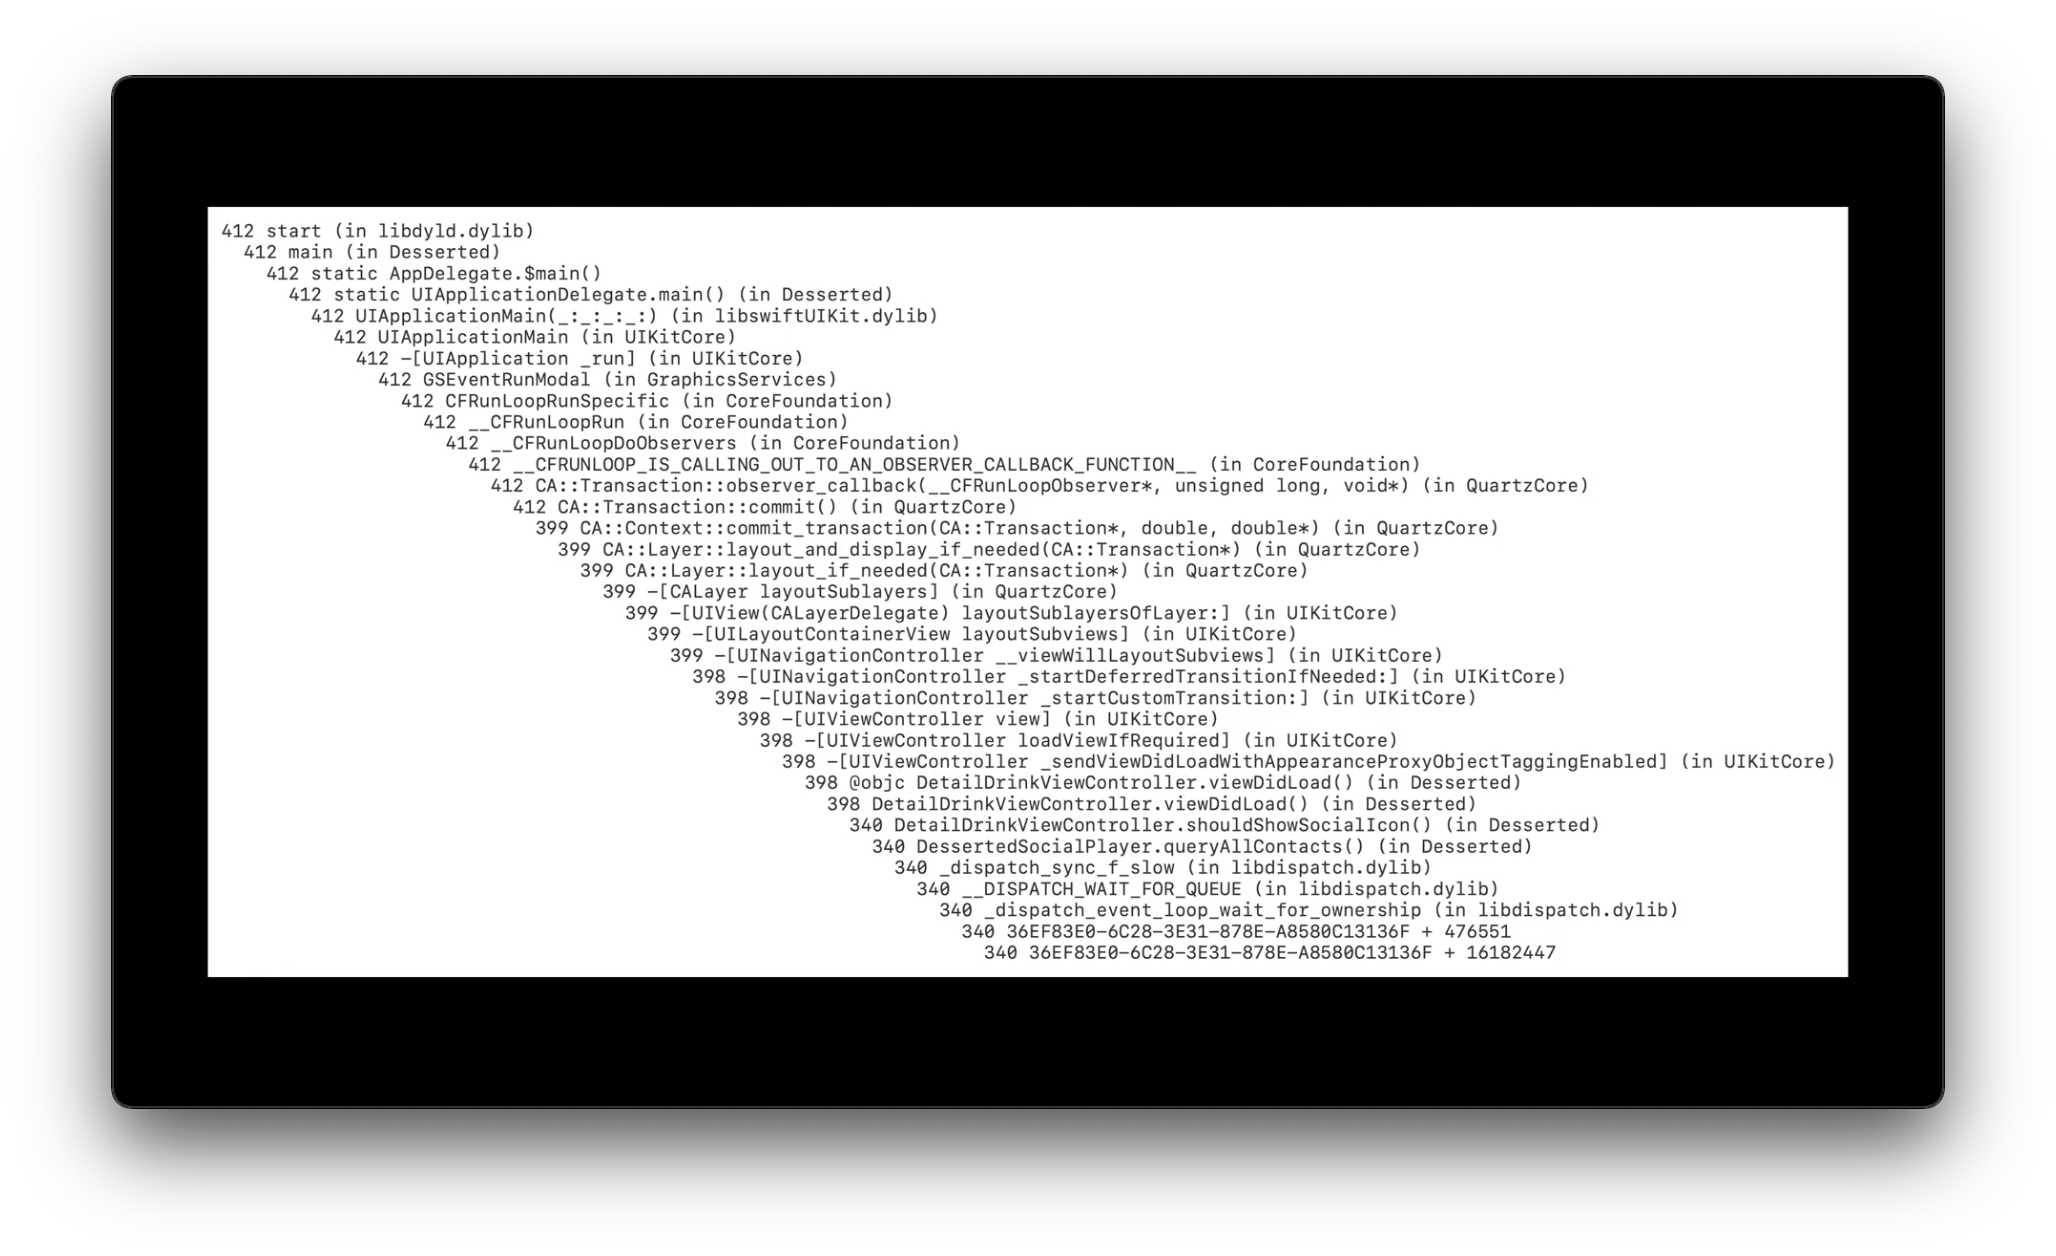 412 start (in libdyld.dylib)
412 main (in Desserted)
412 static AppDelegate.$main()
412 static UIApplicationDelegate.main() (in Desserted)
412 UIApplicationMain(_:_:_:_:) (in libswiftUIKit.dylib)
412 UIApplicationMain (in UIKitCore)
412 -[UIApplication _run] (in UIKitCore)
412 GSEventRunModal (in GraphicsServices)
412 CFRunLoopRunSpecific (in CoreFoundation)
412 __CFRunLoopRun (in CoreFoundation)
412 __CFRunLoopDoObservers (in CoreFoundation)
412 __CFRUNLOOP_IS_CALLING_OUT_TO_AN_OBSERVER_CALLBACK_FUNCTION__ (in CoreFoundation)
412 CA::Transaction::observer_callback(__CFRunLoopObserver*, unsigned long, void*) (in QuartzCore)
412 CA::Transaction::commit() (in QuartzCore)
399 CA::Context::commit_transaction(CA::Transaction*, double, double*) (in QuartzCore)
399 CA::Layer::layout_and_display_if_needed(CA::Transaction*) (in QuartzCore)
399 CA::Layer::layout_if_needed(CA::Transaction*) (in QuartzCore)
399 -[CALayer layoutSublayers] (in QuartzCore)
399 -[UIView(CALayerDelegate) layoutSublayersOfLayer:] (in UIKitCore)
399 -[UILayoutContainerView layoutSubviews] (in UIKitCore)
399 -[UINavigationController __viewWillLayoutSubviews] (in UIKitCore)
398 -[UINavigationController _startDeferredTransitionIfNeeded:] (in UIKitCore)
398 -[UINavigationController _startCustomTransition:] (in UIKitCore)
398 -[UIViewController view] (in UIKitCore)
398 -[UIViewController loadViewIfRequired] (in UIKitCore)
398 -[UIViewController _sendViewDidLoadWithAppearanceProxyObjectTaggingEnabled] (in UIKitCore)
398 @objc DetailDrinkViewController.viewDidLoad() (in Desserted)
398 DetailDrinkViewController.viewDidLoad() (in Desserted)
340 DetailDrinkViewController.shouldShowSocialIcon() (in Desserted)
340 DessertedSocialPlayer.queryAllContacts() (in Desserted)
340 _dispatch_sync_f_slow (in libdispatch.dylib)
340 __DISPATCH_WAIT_FOR_QUEUE (in libdispatch.dylib)
340 _dispatch_event_loop_wait_for_ownership (in libdispatch.dylib)
340 36EF83E0-6C28-3E31-878E-A8580C13136F + 476551
340 36EF83E0-6C28-3E31-878E-A8580C13136F + 16182447